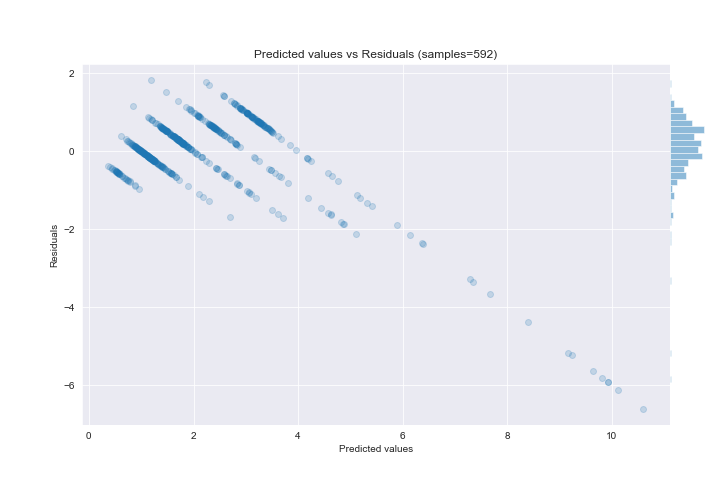 Predicted values vs Residuals (samples=592)
2
0
−2
−4
−6
Residuals
0 2 4 6 8 10
Predicted values